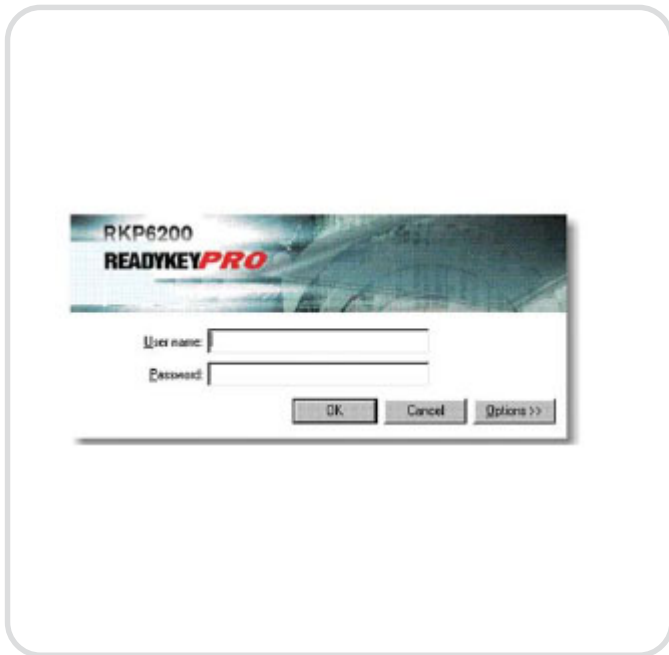 RKP6200
READYKEYPRO
User name:
Password:
OK
Cancel
Options >>